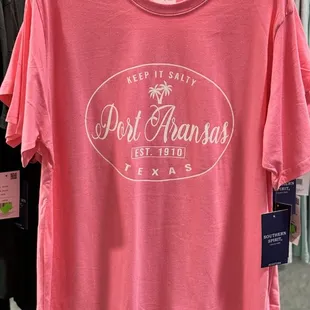 KEEP IT SALTY
Port Aransas
EST. 1910
TEXAS
SOUTHERN
SPIRIT